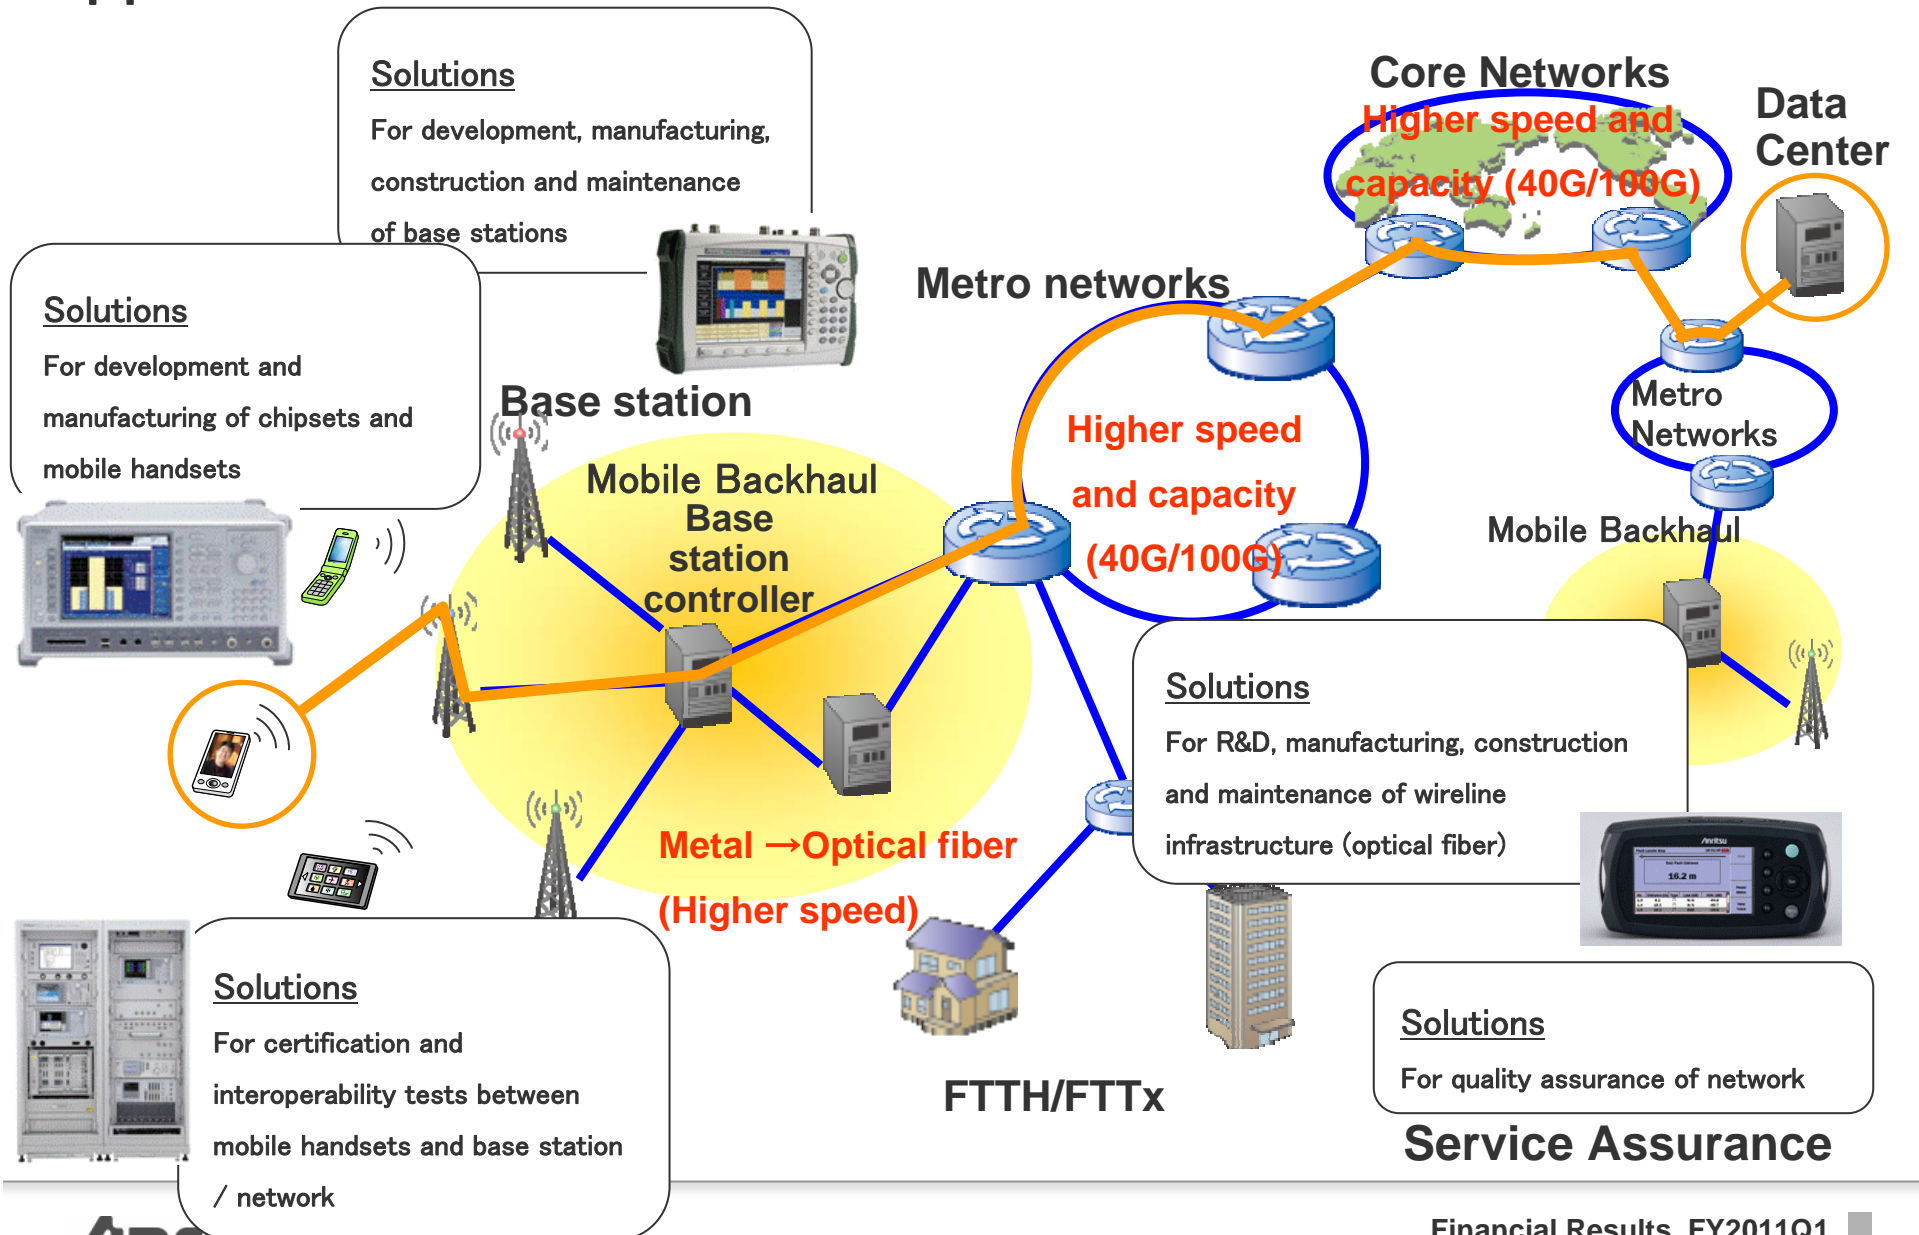 Solutions
For development, manufacturing,
construction and maintenance
of base stations
Solutions
For development and
manufacturing of chipsets and
mobile handsets
Core Networks
Higher speed and
capacity (40G/100G)
Data
Center
Metro networks
Base station
Higher speed
and capacity
(40G/100G)
Metro
Networks
Mobile Backhaul
Base
station
controller
Mobile Backhaul
Solutions
For R&D, manufacturing, construction
and maintenance of wireline
infrastructure (optical fiber)
Anritsu
16.2 m
Metal →Optical fiber
(Higher speed)
Solutions
For certification and
interoperability tests between
mobile handsets and base station
/ network
FTTH/FTTx
Solutions
For quality assurance of network
Service Assurance
Financial Results FY2011Q1